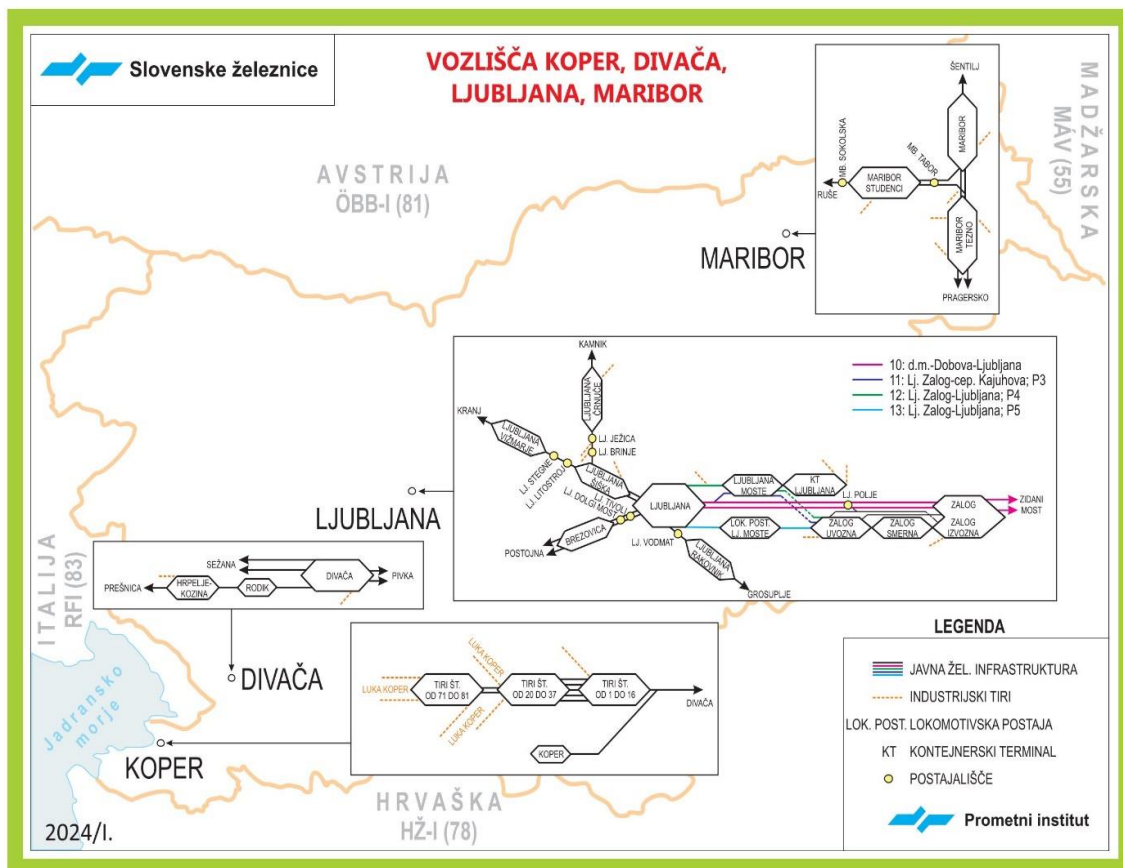 Slovenske železnice
VOZLIŠČA KOPER, DIVAČA,
LJUBLJANA, MARIBOR
AVSTRIJA
ÖBB-I (81)
MADŽARSKA
MÁV (55)
ŠENTILJ
MARIBOR
MB. SOKOLSKA
MB. TABOR
MARIBOR
STUDENCI
RUŠE
MARIBOR
TEZNO
PRAGERSKO
MARIBOR
KAMNIK
10: d.m.-Dobova-Ljubljana
11: Lj. Zalog-cep. Kajuhova; P3
12: Lj. Zalog-Ljubljana; P4
13: Lj. Zalog-Ljubljana; P5
LJUBLJANA
ČRNUČE
KRANJ
LJUBLJANA
VIŽMARJE
LJ. JEŽICA
LJ. BRINJE
LJ. STEGNE
LJ. LITOSTROJ
LJUBLJANA
ŠIŠKA
LJ. TIVOLI
LJ. DOLGI MOST
LJUBLJANA
LJUBLJANA
MOSTE
KT
LJUBLJANA
LJ. POLJE
ZALOG
ZIDANI
MOST
BREZOVICA
POSTOJNA
LJ. VODMAT
LOK. POST.
LJ. MOSTE
ZALOG
UVOZNA
ZALOG
SMERNA
ZALOG
IZVOZNA
LJUBLJANA
RAKOVNIK
GROSUPLJE
LJUBLJANA
ITALIJA
RFI (83)
SEŽANA
DIVAČA
PIVKA
PREŠNICA
HRPELJE-
KOZINA
RODIK
DIVAČA
LUKA KOPER
LUKA KOPER
LUKA KOPER
LUKA KOPER
TIRI ŠT.
OD 71 DO 81
TIRI ŠT.
OD 20 DO 37
TIRI ŠT.
OD 1 DO 16
DIVAČA
KOPER
KOPER
Jadransko
morje
HRVAŠKA
HŽ-I (78)
LEGENDA
JAVNA ŽEL. INFRASTRUKTURA
INDUSTRIJSKI TIRI
LOK. POST. LOKOMOTIVSKA POSTAJA
KT KONTEJNERSKI TERMINAL
POSTAJALIŠČE
Prometni institut
2024/I.